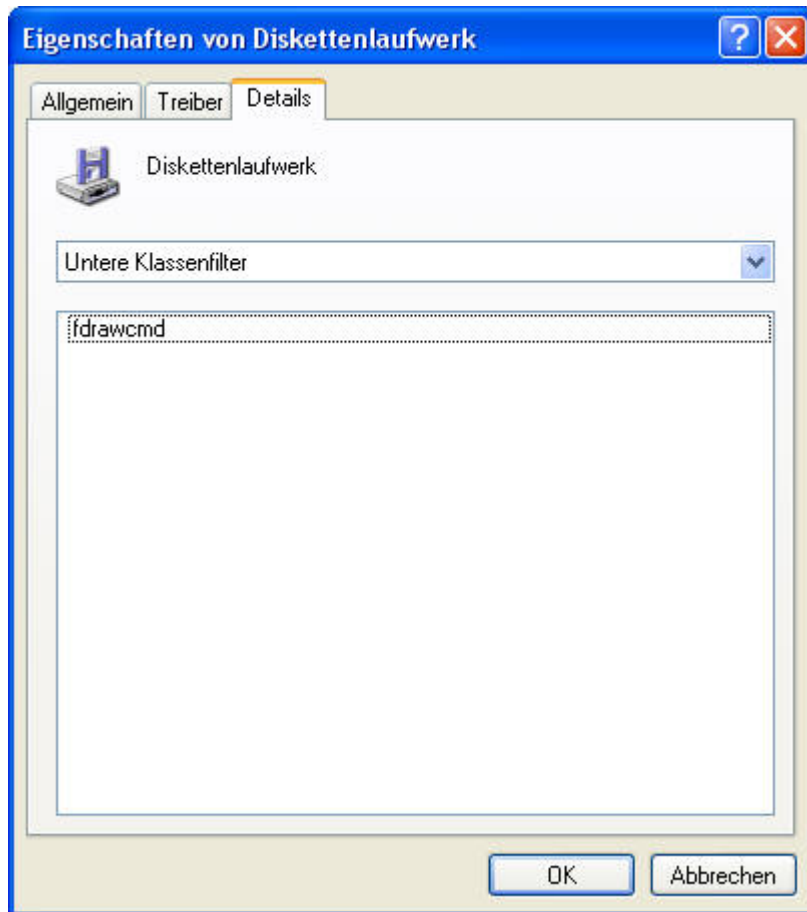 Eigenschaften von Diskettenlaufwerk
Allgemein Treiber Details
Diskettenlaufwerk
Untere Klassenfilter
fdrawcmd
OK Abbrechen